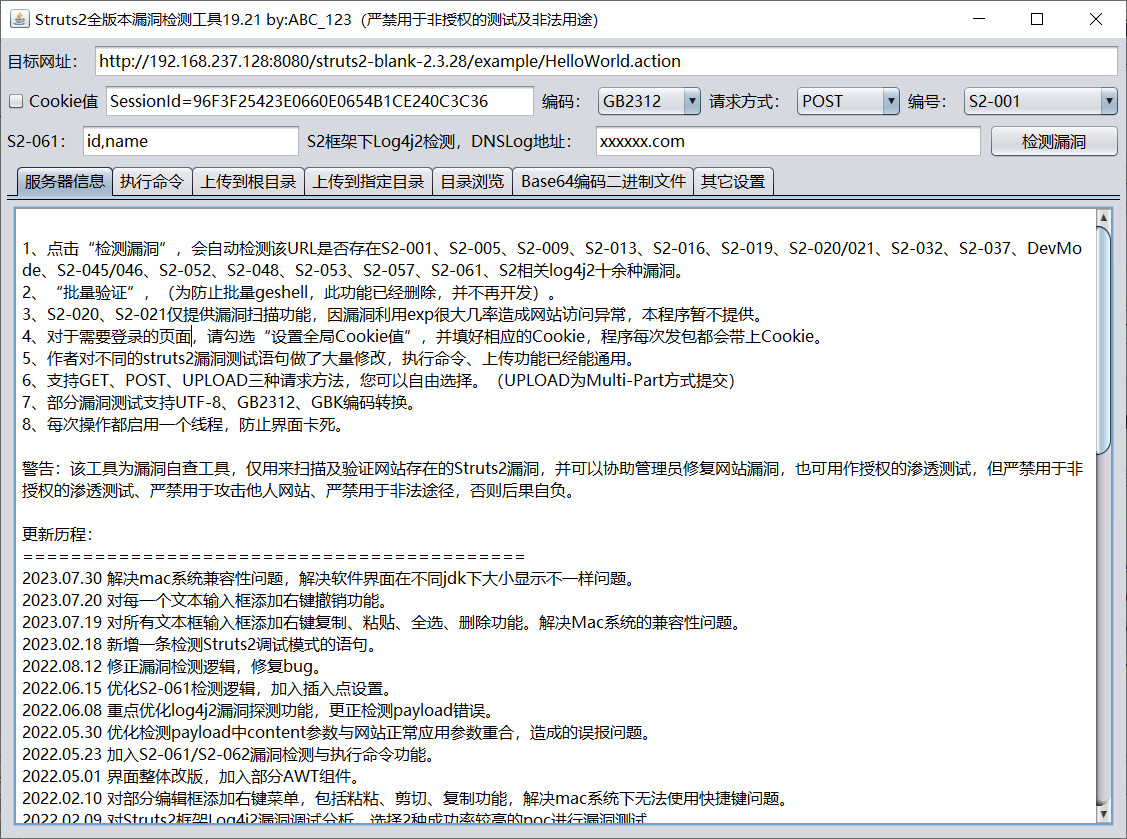 Struts2全版本漏洞检测工具19.21 by:ABC_123（严禁用于非授权的测试及非法用途）
目标网址： http://192.168.237.128:8080/struts2-blank-2.3.28/example/HelloWorld.action
Cookie值 SessionId=96F3F25423E0660E0654B1CE240C3C36 编码： GB2312 请求方式： POST 编号： S2-001
S2-061： id,name S2框架下Log4j2检测，DNSLog地址： xxxxxx.com 检测漏洞
服务器信息 执行命令 上传到根目录 上传到指定目录 目录浏览 Base64编码二进制文件 其它设置
1、点击“检测漏洞”，会自动检测该URL是否存在S2-001、S2-005、S2-009、S2-013、S2-016、S2-019、S2-020/021、S2-032、S2-037、DevMo
de、S2-045/046、S2-052、S2-048、S2-053、S2-057、S2-061、S2相关log4j2十余种漏洞。
2、“批量验证”，（为防止批量geshell，此功能已经删除，并不再开发）。
3、S2-020、S2-021仅提供漏洞扫描功能，因漏洞利用exp很大几率造成网站访问异常，本程序暂不提供。
4、对于需要登录的页面，请勾选“设置全局Cookie值”，并填好相应的Cookie，程序每次发包都会带上Cookie。
5、作者对不同的struts2漏洞测试语句做了大量修改，执行命令、上传功能已经能通用。
6、支持GET、POST、UPLOAD三种请求方法，您可以自由选择。（UPLOAD为Multi-Part方式提交）
7、部分漏洞测试支持UTF-8、GB2312、GBK编码转换。
8、每次操作都启用一个线程，防止界面卡死。
警告：该工具为漏洞自查工具，仅用来扫描及验证网站存在的Struts2漏洞，并可以协助管理员修复网站漏洞，也可用作授权的渗透测试，但严禁用于非
授权的渗透测试、严禁用于攻击他人网站、严禁用于非法途径，否则后果自负。
更新历程：
==========================================
2023.07.30 解决mac系统兼容性问题，解决软件界面在不同jdk下大小显示不一样问题。
2023.07.20 对每一个文本输入框添加右键撤销功能。
2023.07.19 对所有文本框输入框添加右键复制、粘贴、全选、删除功能。解决Mac系统的兼容性问题。
2023.02.18 新增一条检测Struts2调试模式的语句。
2022.08.12 修正漏洞检测逻辑，修复bug。
2022.06.15 优化S2-061检测逻辑，加入插入点设置。
2022.06.08 重点优化log4j2漏洞探测功能，更正检测payload错误。
2022.05.30 优化检测payload中content参数与网站正常应用参数重合，造成的误报问题。
2022.05.23 加入S2-061/S2-062漏洞检测与执行命令功能。
2022.05.01 界面整体改版，加入部分AWT组件。
2022.02.10 对部分编辑框添加右键菜单，包括粘粘、剪切、复制功能，解决mac系统下无法使用快捷键问题。
2022.02.09 对Struts2框架Log4j2漏洞调试分析，选择2种成功率较高的poc进行漏洞测试